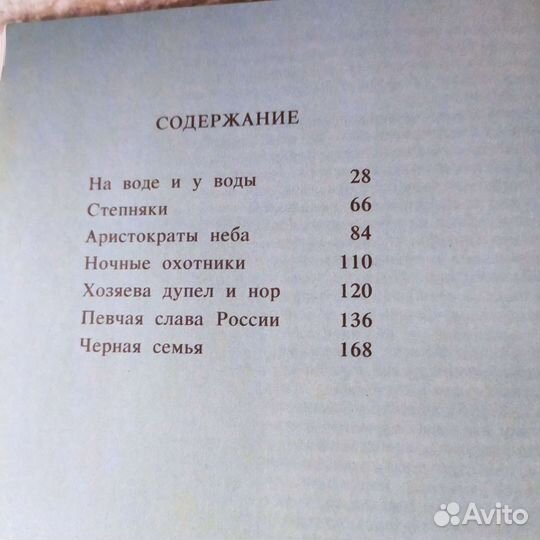 СОДЕРЖАНИЕ
На воде и у воды 28
Степняки 66
Аристократы неба 84
Ночные охотники 110
Хозяева дупел и нор 120
Певчая слава России 136
Черная семья 168
Avito